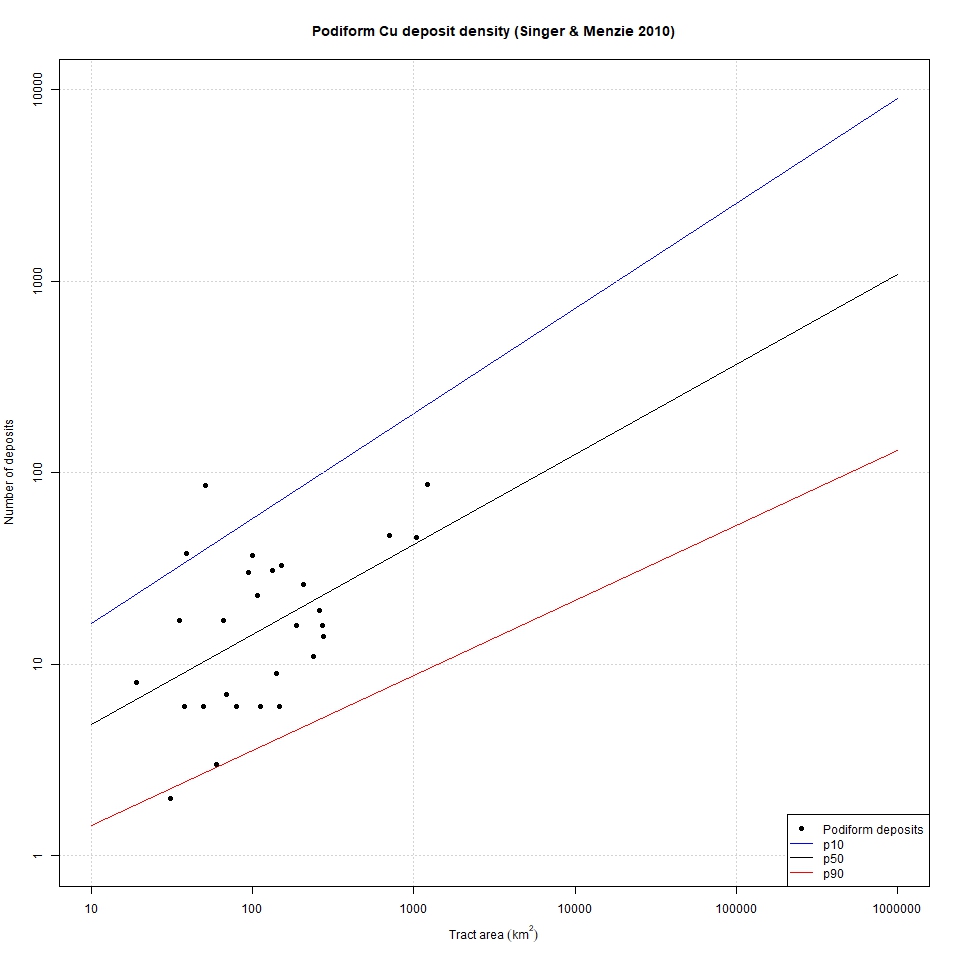 Podiform Cu deposit density (Singer & Menzie 2010)
10000
1000
100
10
1
Number of deposits
10 100 1000 10000 100000 1000000
Tract area (km²)
Podiform deposits
p10
p50
p90